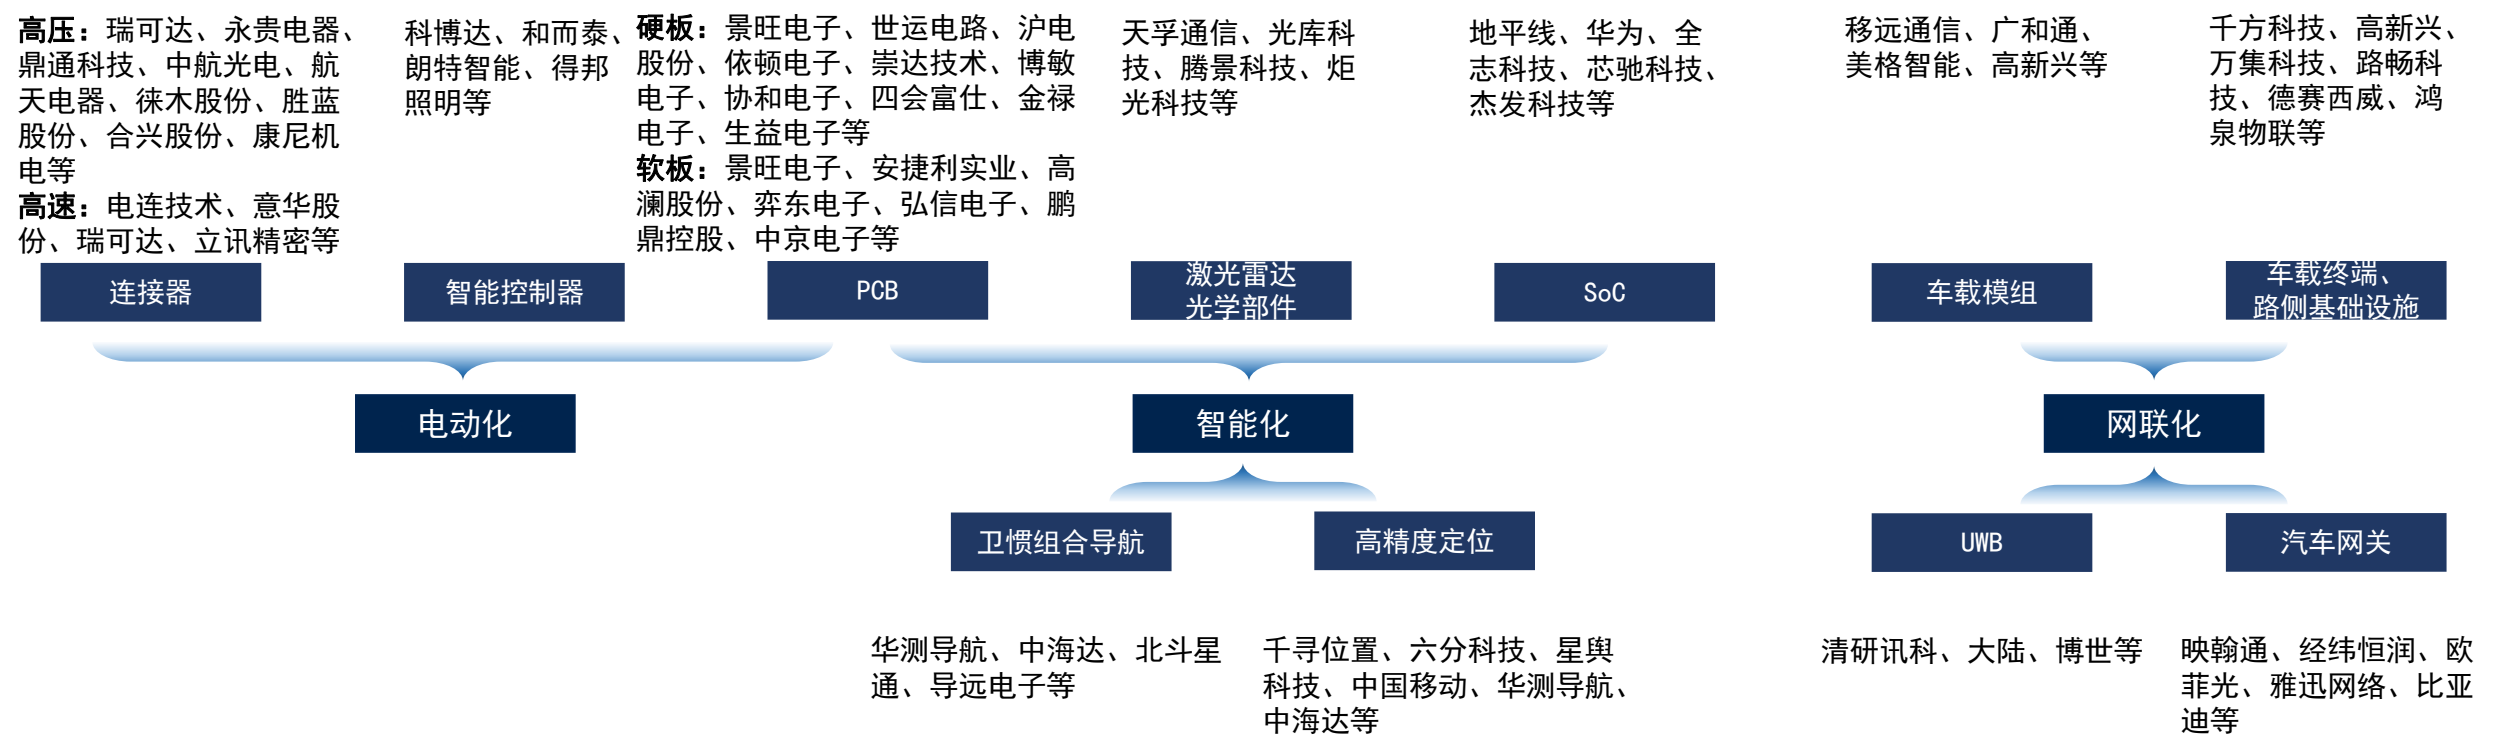 高压：瑞可达、永贵电器、
鼎通科技、中航光电、航
天电器、徕木股份、胜蓝
股份、合兴股份、康尼机
电等
高速：电连技术、意华股
份、瑞可达、立讯精密等
科博达、和而泰、
朗特智能、得邦
照明等
硬板：景旺电子、世运电路、沪电
股份、依顿电子、崇达技术、博敏
电子、协和电子、四会富仕、金禄
电子、生益电子等
软板：景旺电子、安捷利实业、高
澜股份、弈东电子、弘信电子、鹏
鼎控股、中京电子等
天孚通信、光库科
技、腾景科技、炬
光科技等
地平线、华为、全
志科技、芯驰科技、
杰发科技等
移远通信、广和通、
美格智能、高新兴等
千方科技、高新兴、
万集科技、路畅科
技、德赛西威、鸿
泉物联等
连接器
智能控制器
PCB
激光雷达
光学部件
SoC
车载模组
车载终端、
路侧基础设施
电动化
智能化
网联化
卫惯组合导航
高精度定位
UWB
汽车网关
华测导航、中海达、北斗星
通、导远电子等
千寻位置、六分科技、星舆
科技、中国移动、华测导航、
中海达等
清研讯科、大陆、博世等
映翰通、经纬恒润、欧
菲光、雅迅网络、比亚
迪等